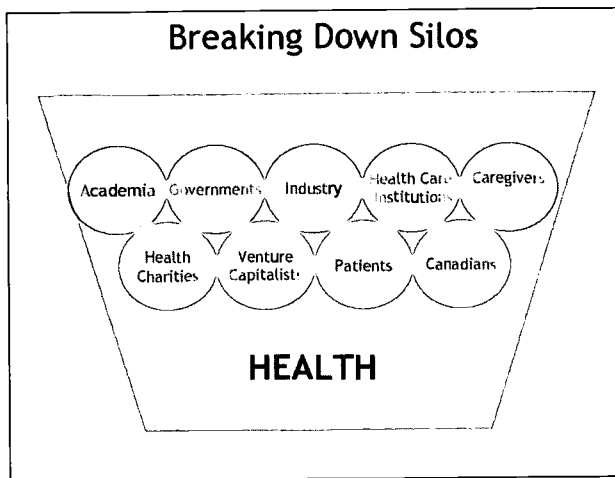 Breaking Down Silos
Academia
Governments
Industry
Health Care
Institutions
Caregivers
Health
Charities
Venture
Capitalists
Patients
Canadians
HEALTH